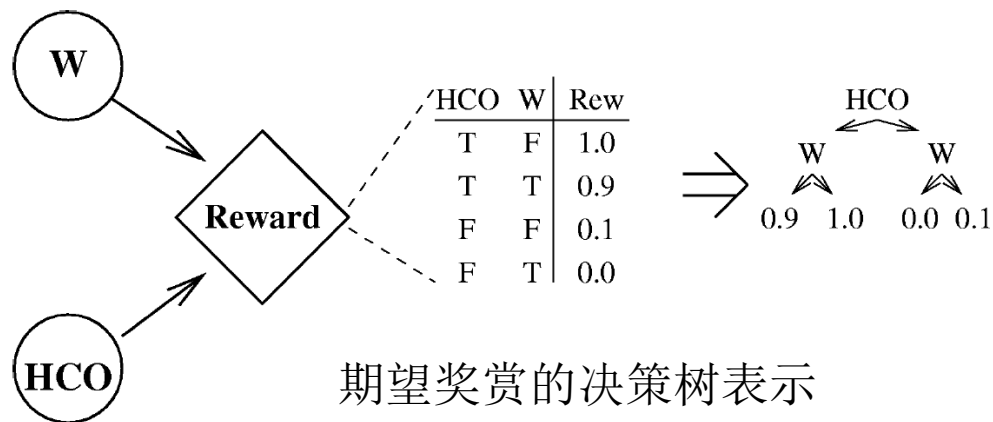 W
Reward
HCO
HCO W Rew
T F 1.0
T T 0.9
F F 0.1
F T 0.0
HCO
W W
0.9 1.0 0.0 0.1
期望奖赏的决策树表示